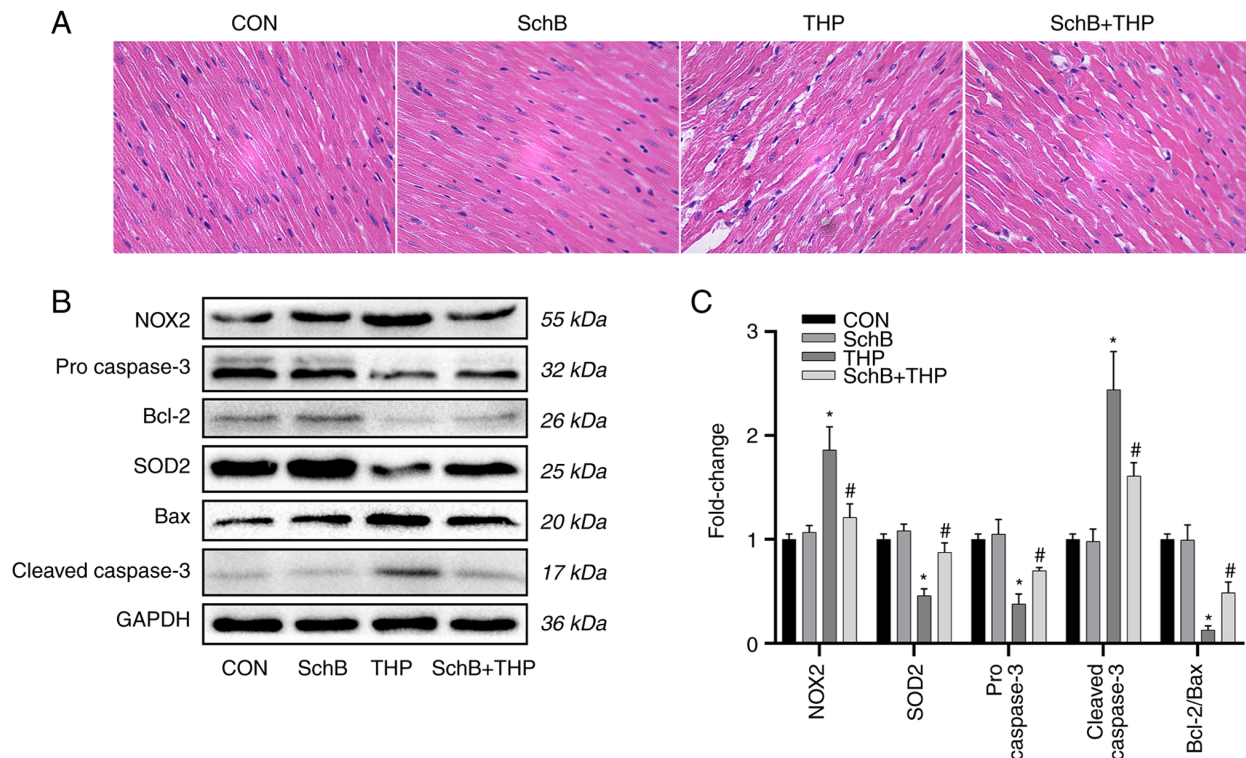 A
CON
SchB
THP
SchB+THP
B
NOX2
55 kDa
Pro caspase-3
32 kDa
Bcl-2
26 kDa
SOD2
25 kDa
Bax
20 kDa
Cleaved caspase-3
17 kDa
GAPDH
36 kDa
CON
SchB
THP
SchB+THP
C
CON
SchB
THP
SchB+THP
Fold-change
3
2
1
0
*
#
*
#
*
#
*
#
*
#
NOX2
SOD2
Pro
caspase-3
Cleaved
caspase-3
Bcl-2/Bax